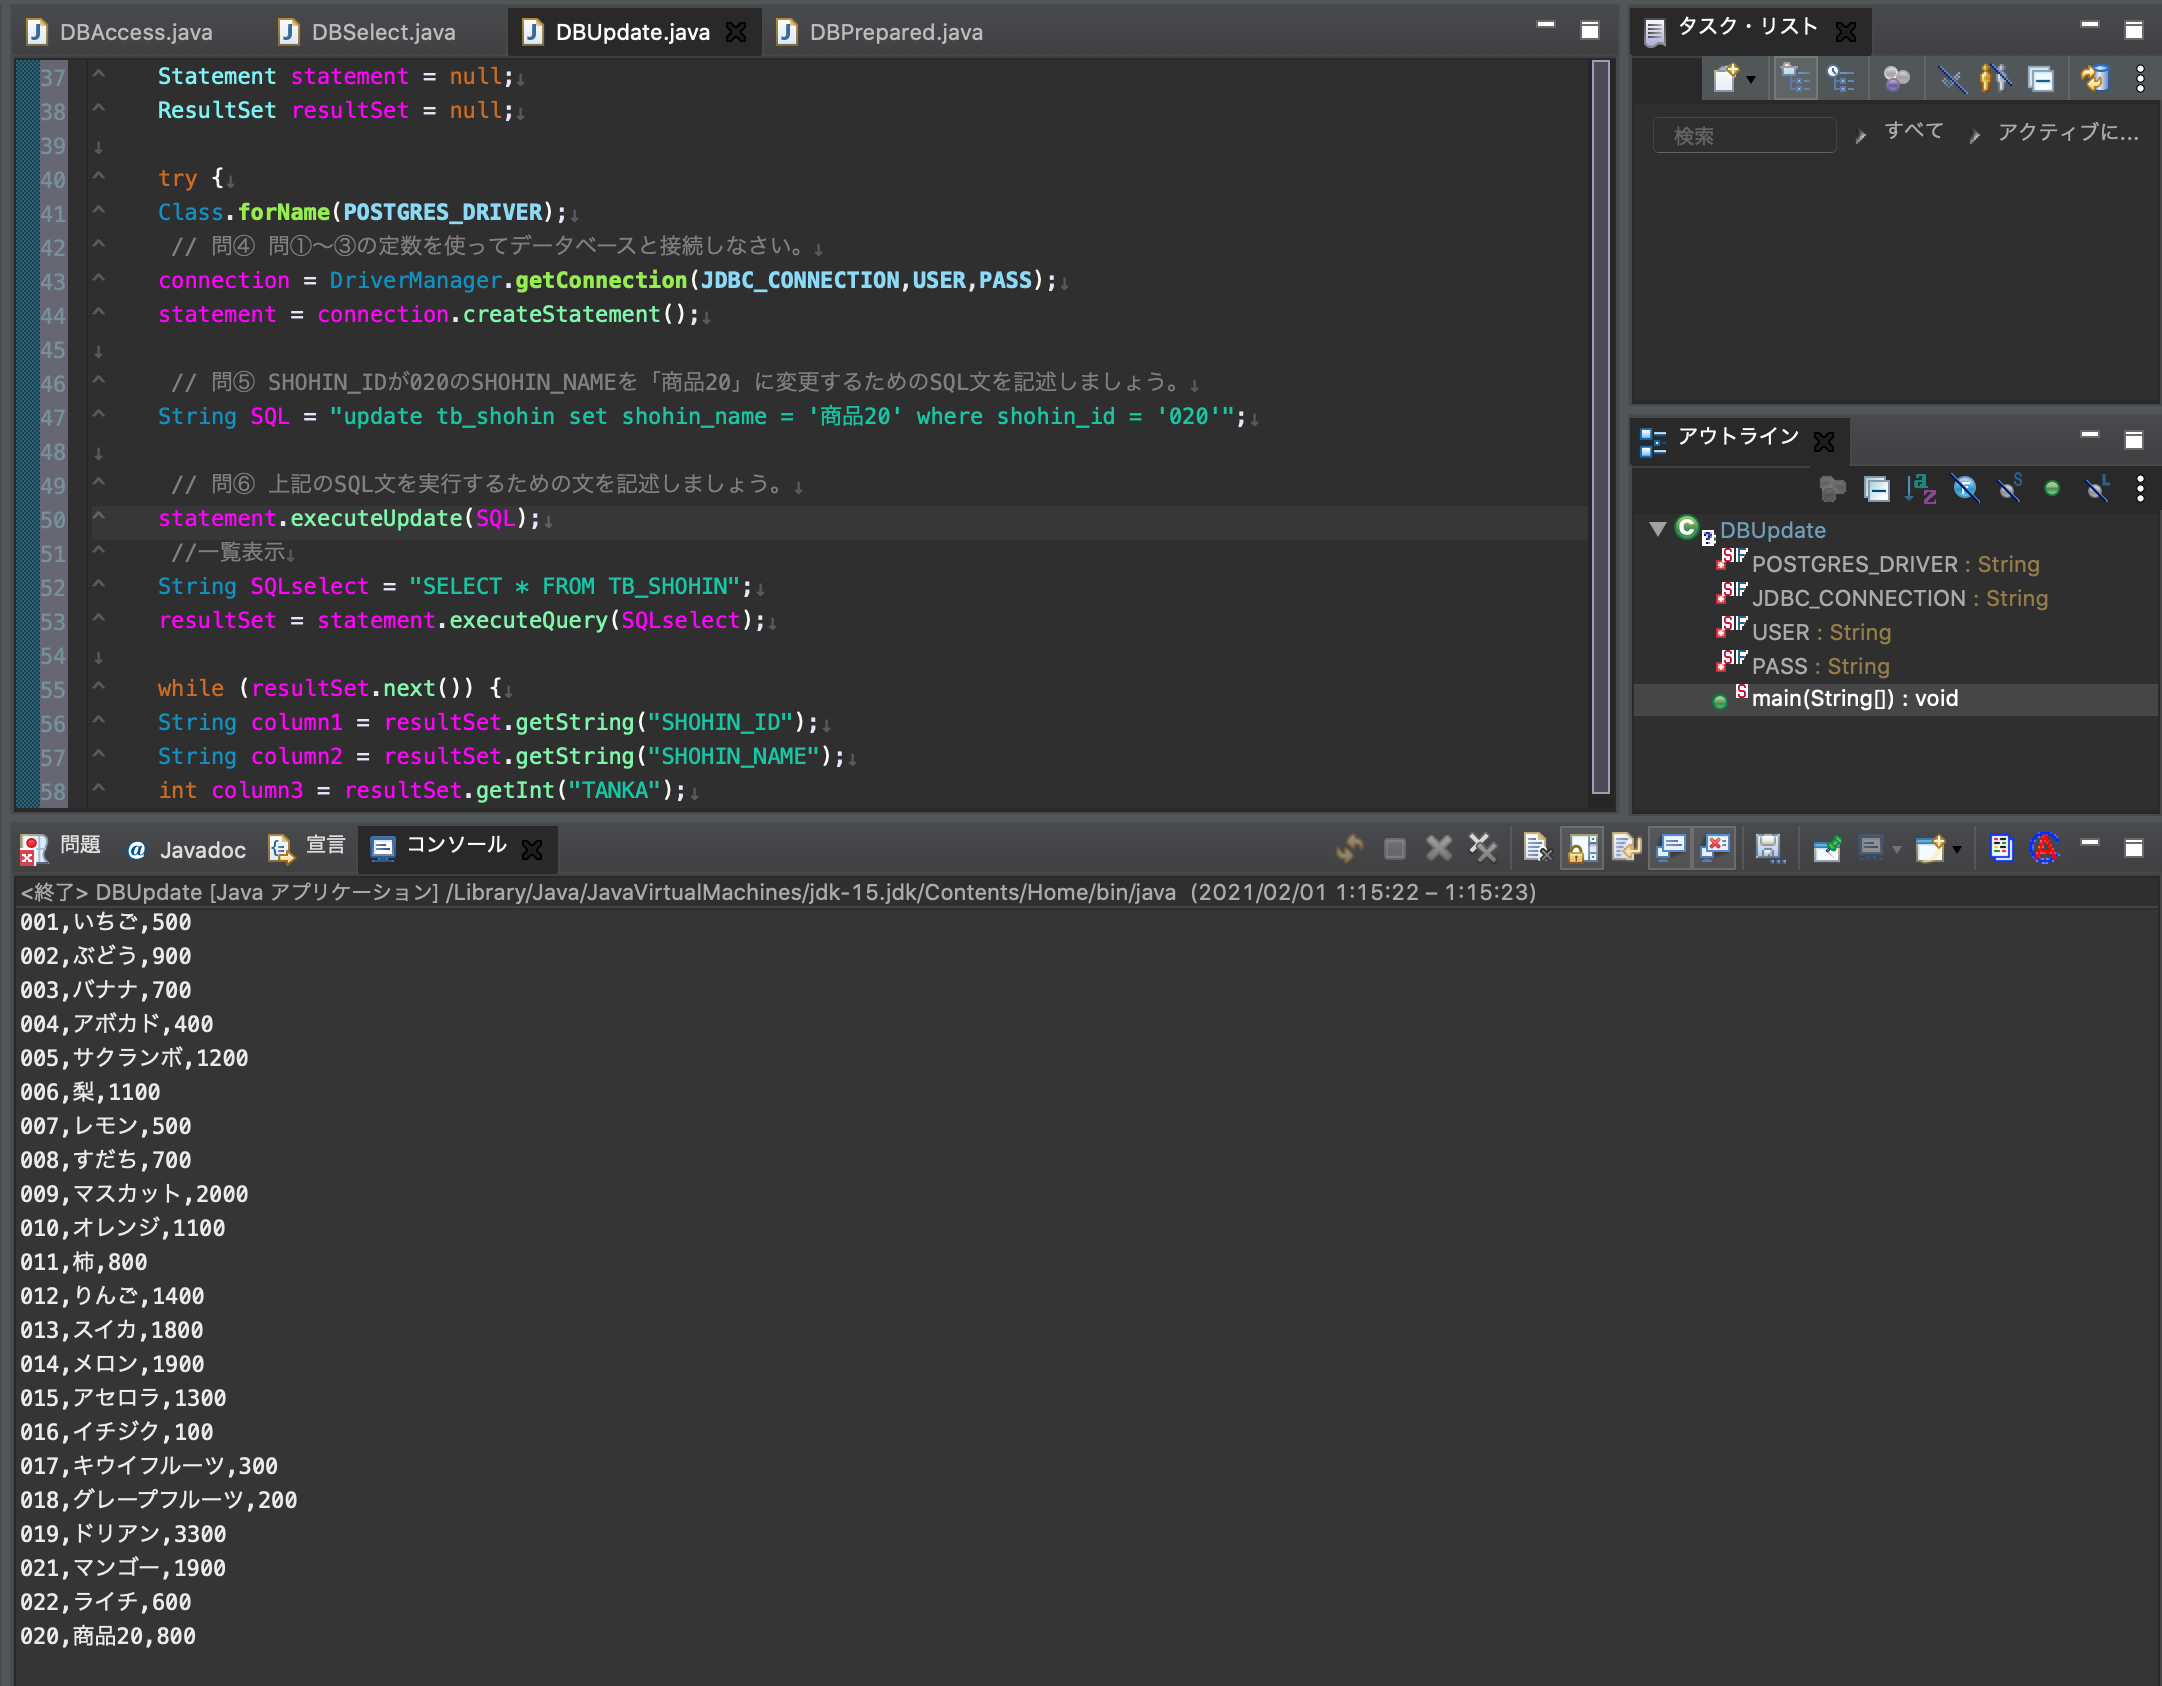 DBAccess.java DBSelect.java DBUpdate.java DBPrepared.java
37 Statement statement = null;↓
38 ResultSet resultSet = null;↓
39 ↓
40 try {↓
41 Class.forName(POSTGRES_DRIVER);↓
42 // 問④ 問①～③の定数を使ってデータベースと接続しなさい。↓
43 connection = DriverManager.getConnection(JDBC_CONNECTION,USER,PASS);↓
44 statement = connection.createStatement();↓
45 ↓
46 // 問⑤ SHOHIN_IDが020のSHOHIN_NAMEを「商品20」に変更するためのSQL文を記述しましょう。↓
47 String SQL = "update tb_shohin set shohin_name = '商品20' where shohin_id = '020'";↓
48 ↓
49 // 問⑥ 上記のSQL文を実行するための文を記述しましょう。↓
50 statement.executeUpdate(SQL);↓
51 //一覧表示↓
52 String SQLselect = "SELECT * FROM TB_SHOHIN";↓
53 resultSet = statement.executeQuery(SQLselect);↓
54 ↓
55 while (resultSet.next()) {↓
56 String column1 = resultSet.getString("SHOHIN_ID");↓
57 String column2 = resultSet.getString("SHOHIN_NAME");↓
58 int column3 = resultSet.getInt("TANKA");↓
タスク・リスト
検索 すべて アクティブに...
アウトライン
DBUpdate
POSTGRES_DRIVER : String
JDBC_CONNECTION : String
USER : String
PASS : String
main(String[]) : void
問題 @ Javadoc 宣言 コンソール
<終了> DBUpdate [Java アプリケーション] /Library/Java/JavaVirtualMachines/jdk-15.jdk/Contents/Home/bin/java (2021/02/01 1:15:22 – 1:15:23)
001,いちご,500
002,ぶどう,900
003,バナナ,700
004,アボカド,400
005,サクランボ,1200
006,梨,1100
007,レモン,500
008,すだち,700
009,マスカット,2000
010,オレンジ,1100
011,柿,800
012,りんご,1400
013,スイカ,1800
014,メロン,1900
015,アセロラ,1300
016,イチジク,100
017,キウイフルーツ,300
018,グレープフルーツ,200
019,ドリアン,3300
021,マンゴー,1900
022,ライチ,600
020,商品20,800